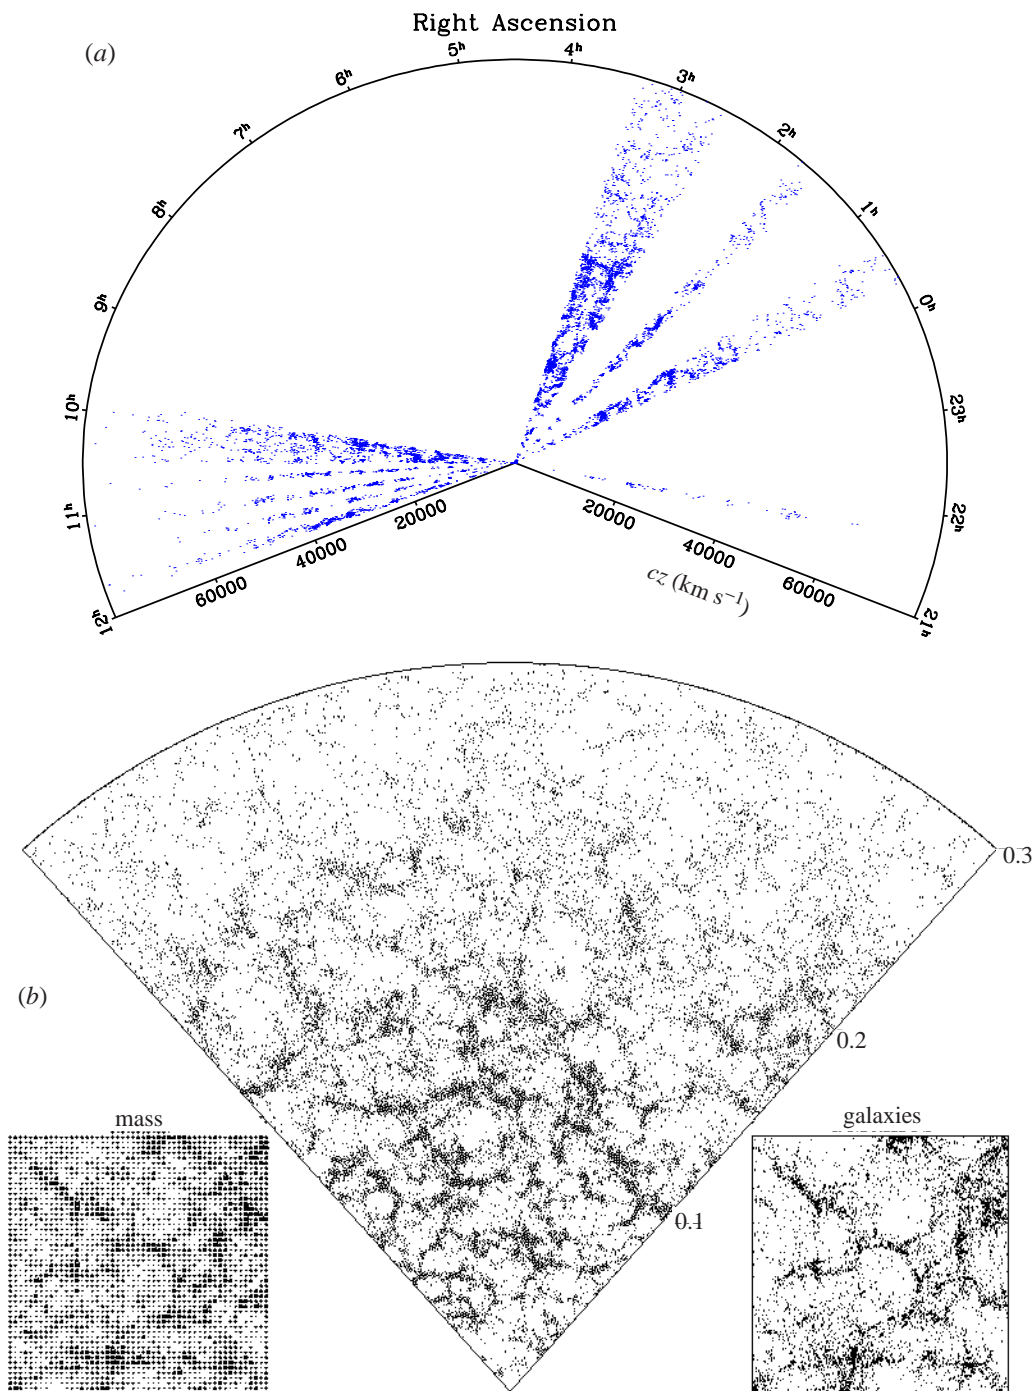 Right Ascension
(a)
5ʰ
4ʰ
6ʰ
3ʰ
7ʰ
2ʰ
8ʰ
1ʰ
9ʰ
0ʰ
10ʰ
23ʰ
11ʰ
22ʰ
12ʰ
21ʰ
20000
40000
60000
20000
40000
60000
cz (km s⁻¹)
0.3
(b)
0.2
mass
galaxies
0.1